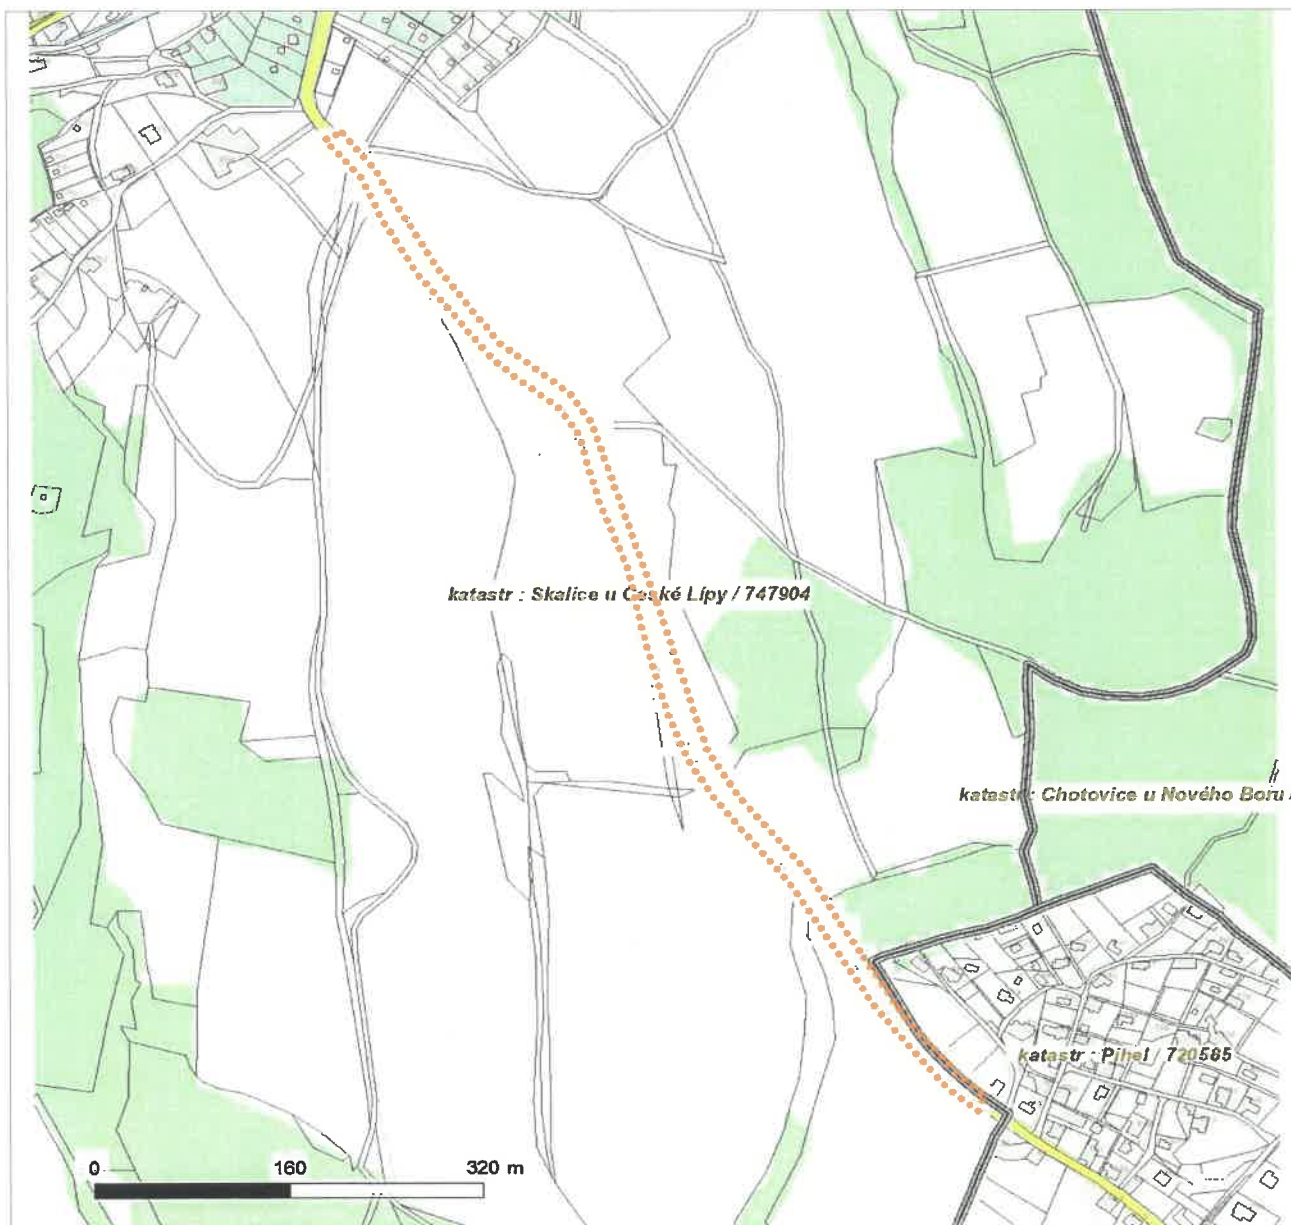 katastr : Skalice u České Lípy / 747904
katastr : Chotovice u Nového Boru /
katastr : Pihel / 720585
0 160 320 m